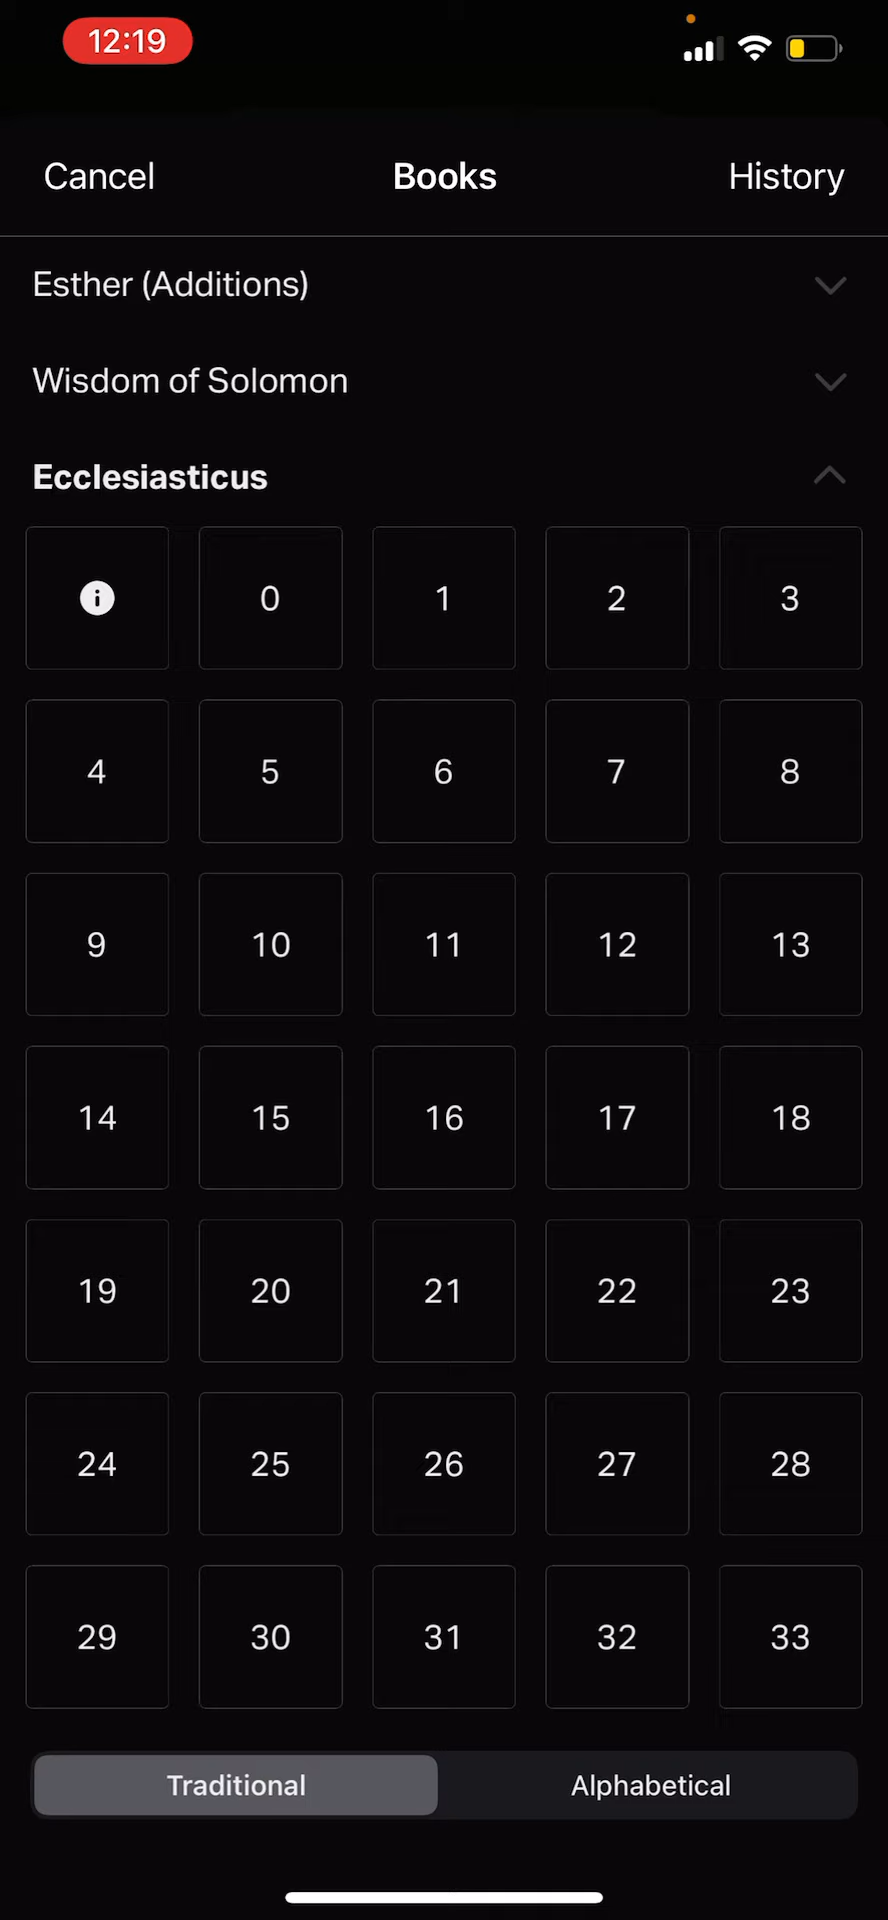 12:19
Cancel Books History
Esther (Additions)
Wisdom of Solomon
Ecclesiasticus
i 0 1 2 3
4 5 6 7 8
9 10 11 12 13
14 15 16 17 18
19 20 21 22 23
24 25 26 27 28
29 30 31 32 33
Traditional Alphabetical